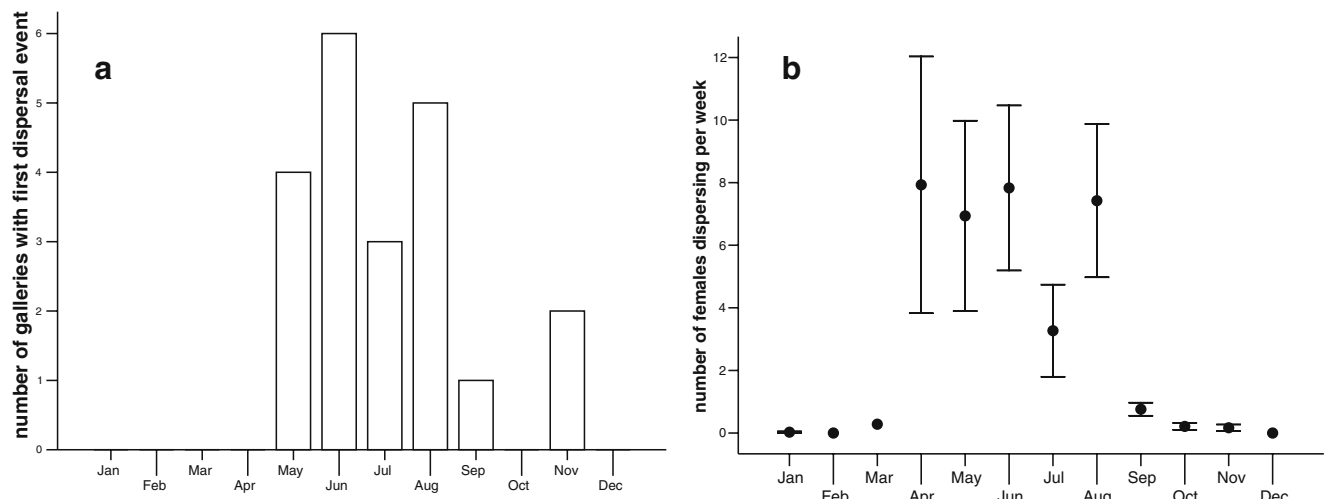 a
number of galleries with first dispersal event
6
5
4
3
2
1
0
Jan
Feb
Mar
Apr
May
Jun
Jul
Aug
Sep
Oct
Nov
Dec
b
number of females dispersing per week
12
10
8
6
4
2
0
Jan
Feb
Mar
Apr
May
Jun
Jul
Aug
Sep
Oct
Nov
Dec